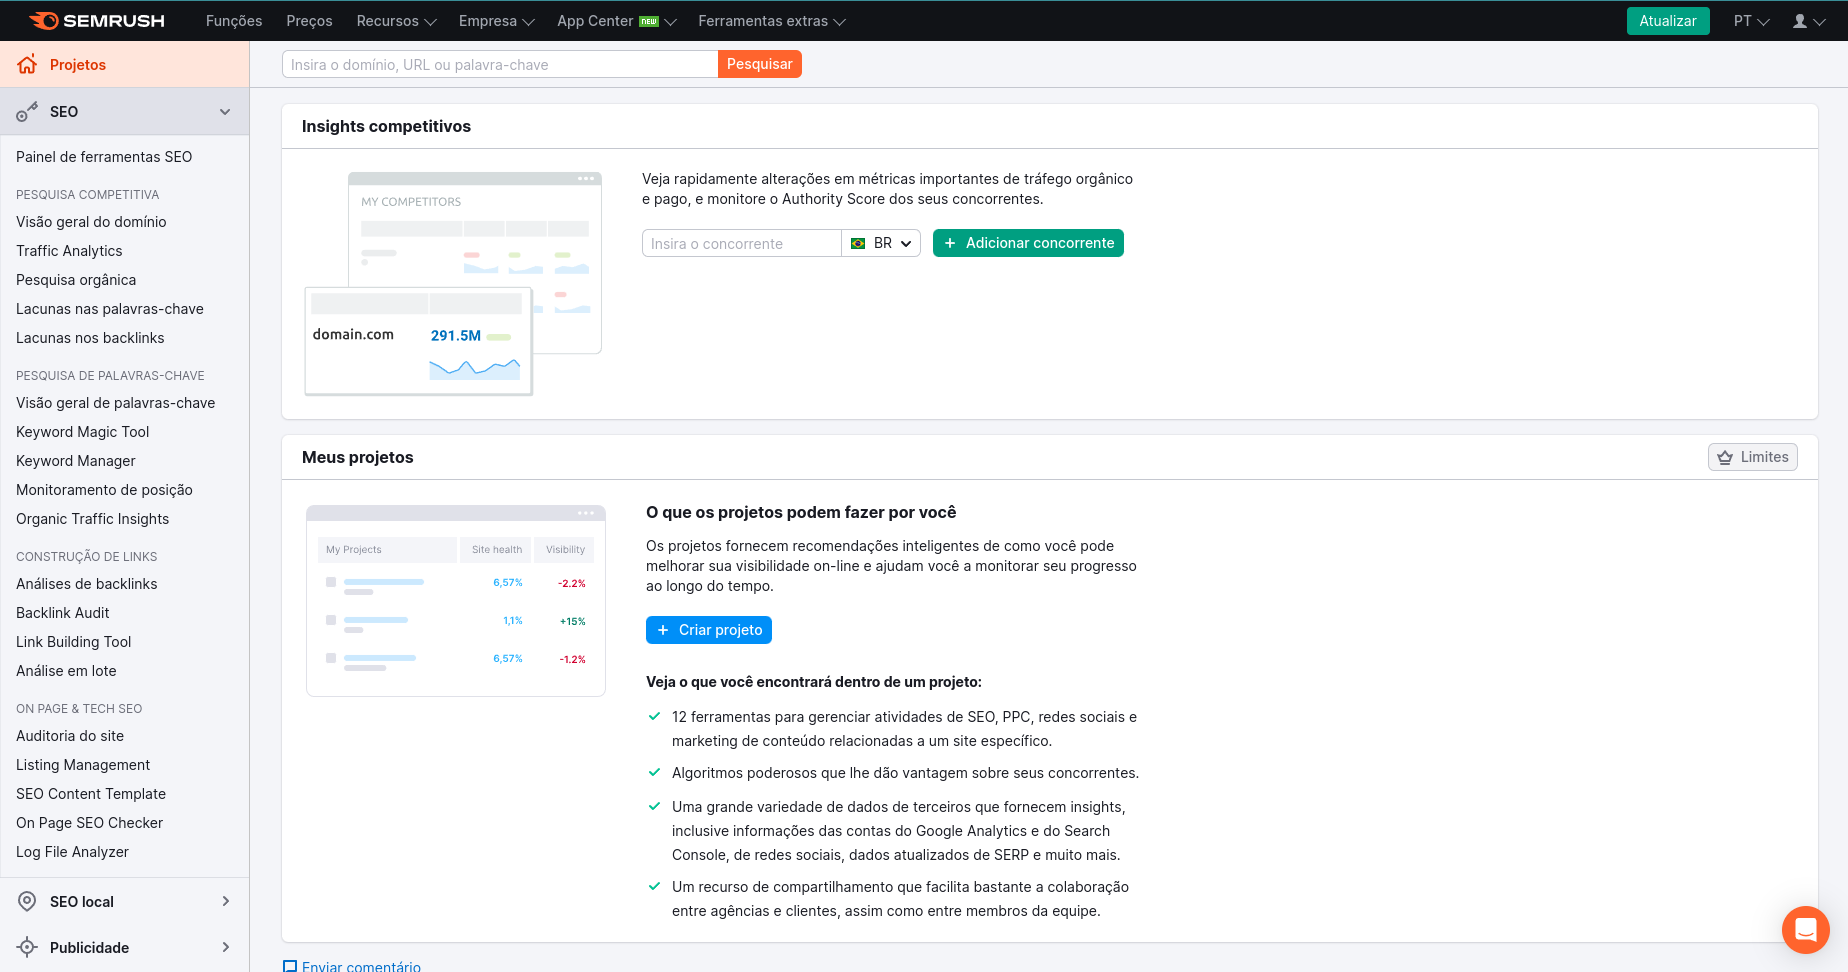 SEMRUSH
Funções
Preços
Recursos
Empresa
App Center NEW
Ferramentas extras
Atualizar
PT
Projetos
SEO
Painel de ferramentas SEO
PESQUISA COMPETITIVA
Visão geral do domínio
Traffic Analytics
Pesquisa orgânica
Lacunas nas palavras-chave
Lacunas nos backlinks
PESQUISA DE PALAVRAS-CHAVE
Visão geral de palavras-chave
Keyword Magic Tool
Keyword Manager
Monitoramento de posição
Organic Traffic Insights
CONSTRUÇÃO DE LINKS
Análises de backlinks
Backlink Audit
Link Building Tool
Análise em lote
ON PAGE & TECH SEO
Auditoria do site
Listing Management
SEO Content Template
On Page SEO Checker
Log File Analyzer
SEO local
Publicidade
Insira o domínio, URL ou palavra-chave
Pesquisar
Insights competitivos
MY COMPETITORS
domain.com
291.5M
Veja rapidamente alterações em métricas importantes de tráfego orgânico
e pago, e monitore o Authority Score dos seus concorrentes.
Insira o concorrente
BR
+ Adicionar concorrente
Meus projetos
Limites
My Projects
Site health
Visibility
6,57%
-2.2%
1,1%
+15%
6,57%
-1.2%
O que os projetos podem fazer por você
Os projetos fornecem recomendações inteligentes de como você pode
melhorar sua visibilidade on-line e ajudam você a monitorar seu progresso
ao longo do tempo.
+ Criar projeto
Veja o que você encontrará dentro de um projeto:
12 ferramentas para gerenciar atividades de SEO, PPC, redes sociais e
marketing de conteúdo relacionadas a um site específico.
Algoritmos poderosos que lhe dão vantagem sobre seus concorrentes.
Uma grande variedade de dados de terceiros que fornecem insights,
inclusive informações das contas do Google Analytics e do Search
Console, de redes sociais, dados atualizados de SERP e muito mais.
Um recurso de compartilhamento que facilita bastante a colaboração
entre agências e clientes, assim como entre membros da equipe.
Enviar comentário